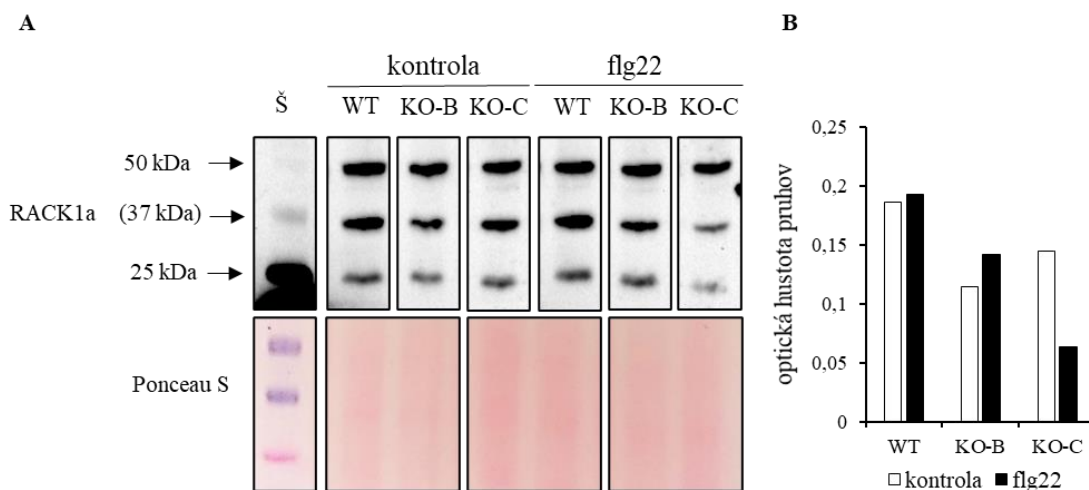 A
kontrola
flg22
Š
WT
KO-B
KO-C
WT
KO-B
KO-C
50 kDa
RACK1a
(37 kDa)
25 kDa
Ponceau S
B
optická hustota pruhov
0,25
0,2
0,15
0,1
0,05
0
WT
KO-B
KO-C
kontrola
flg22